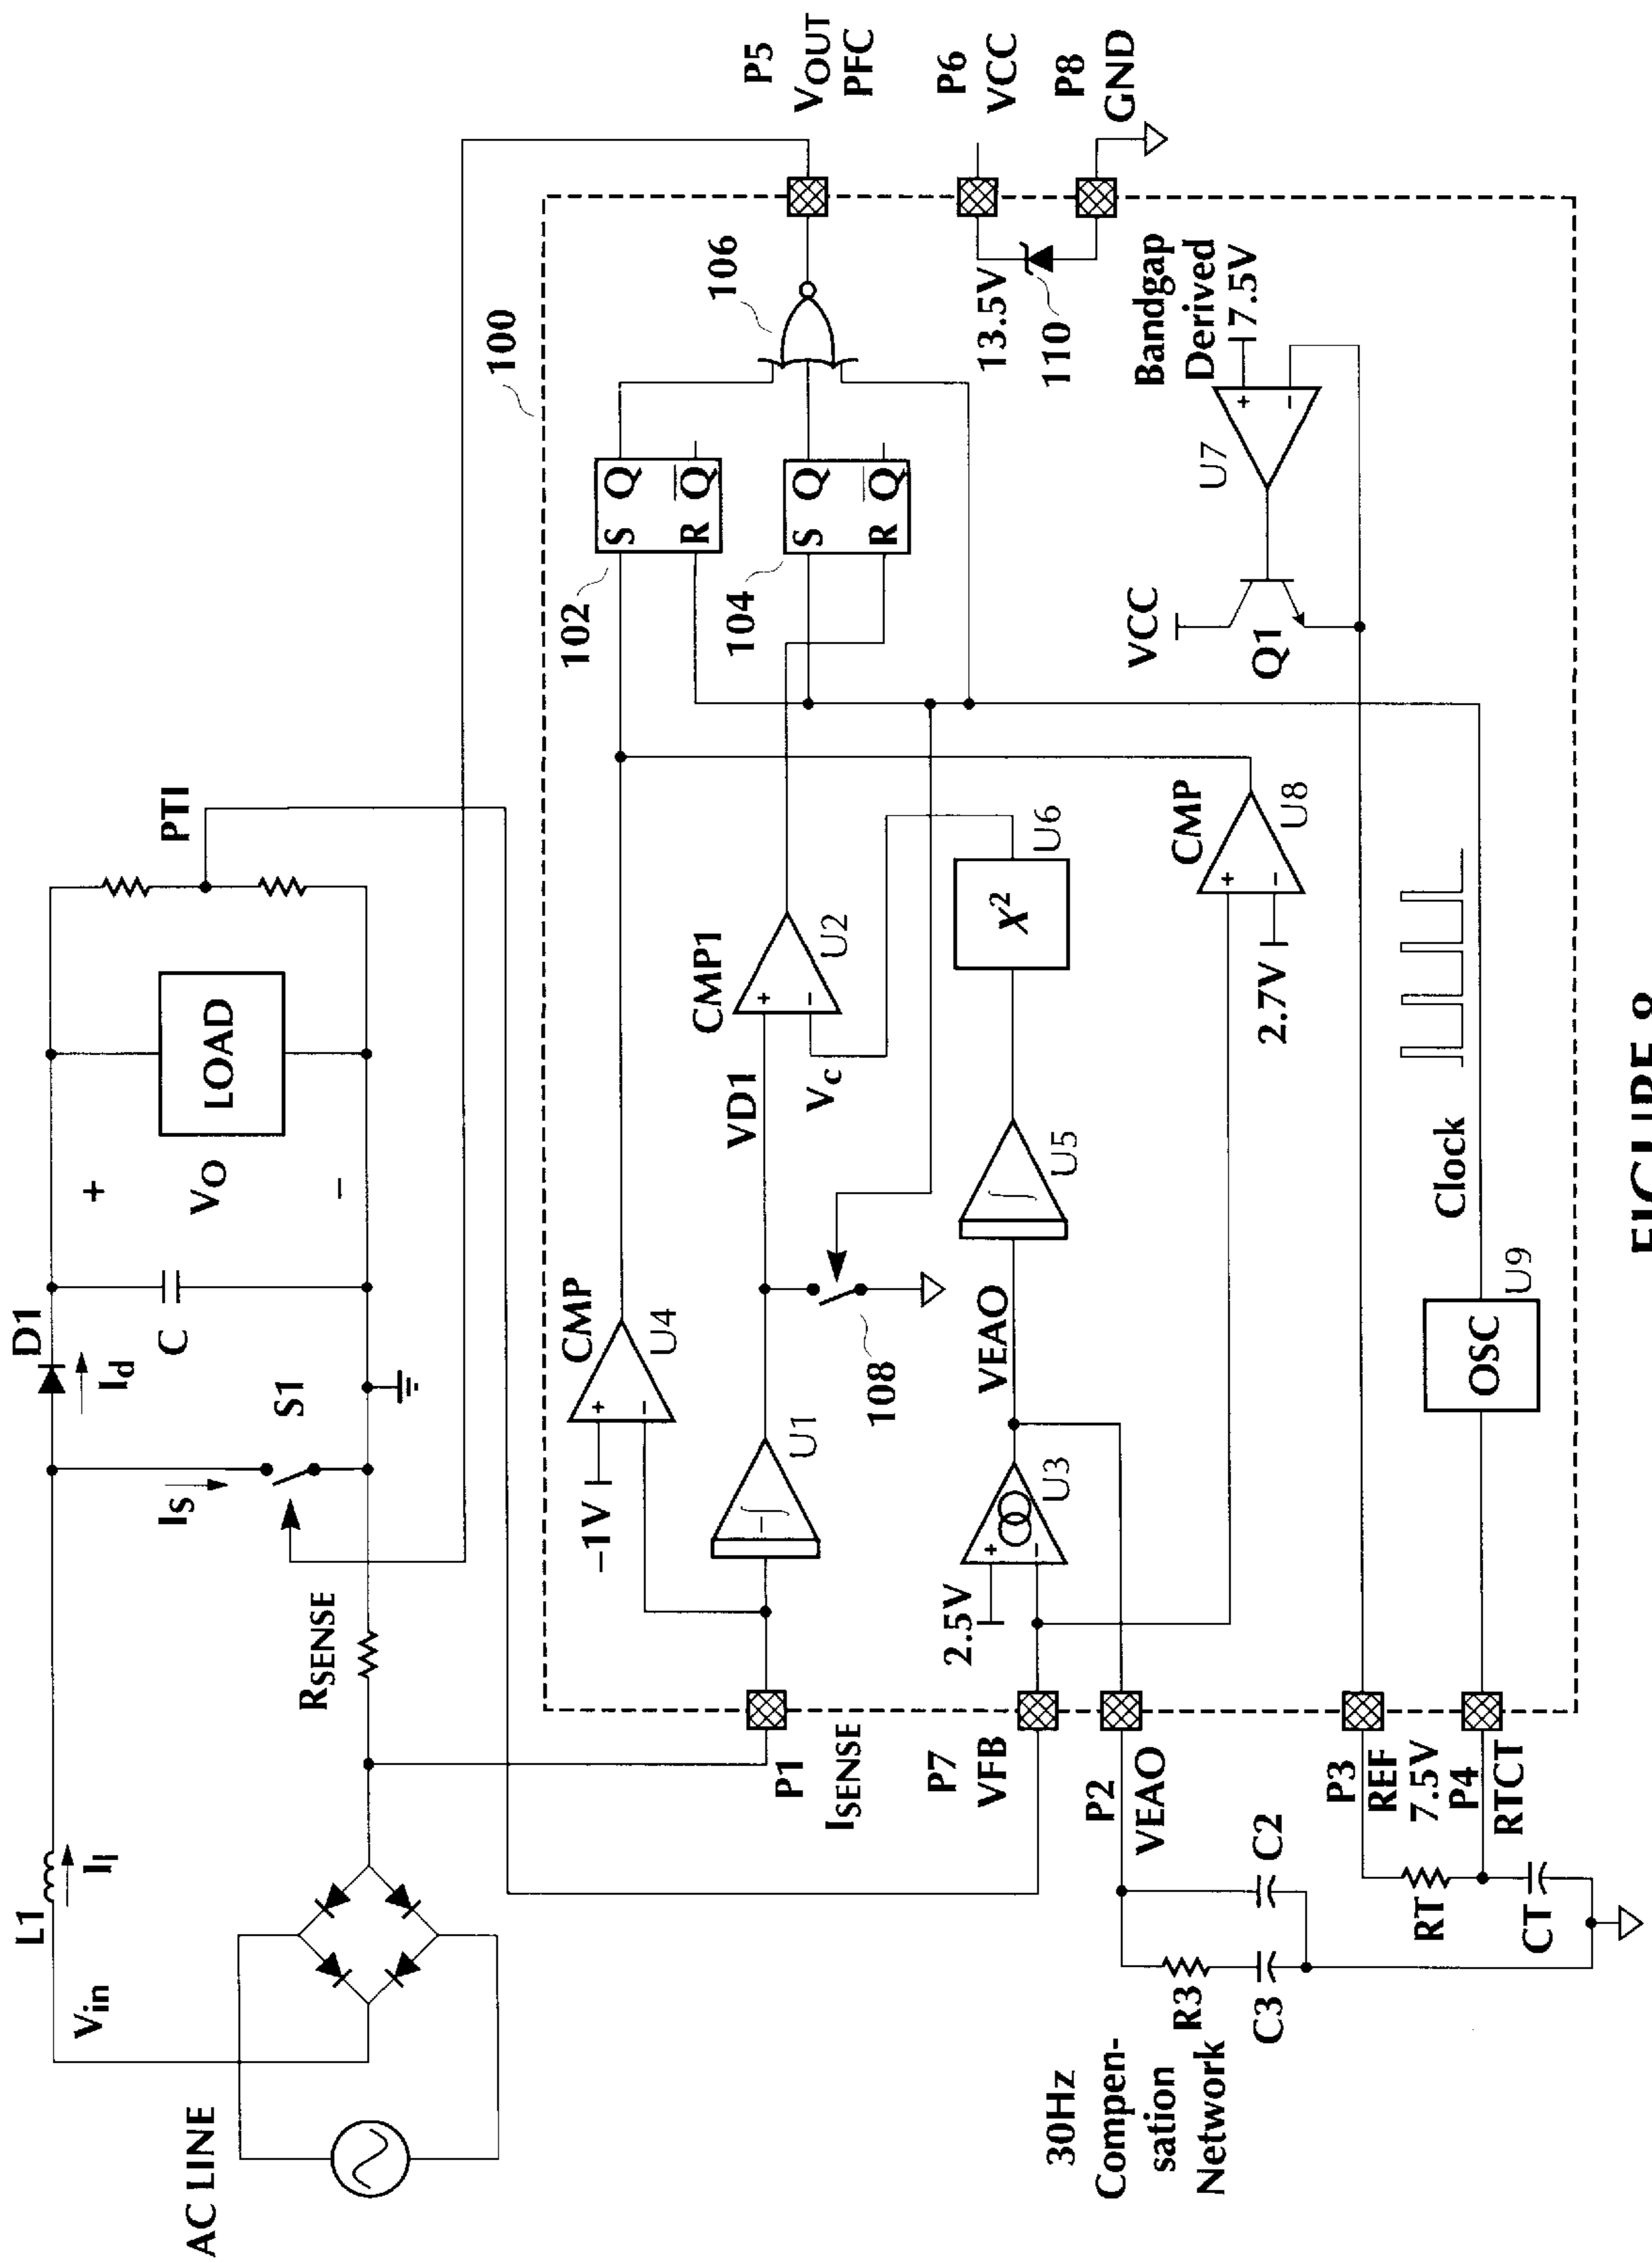 AC LINE
Vin
L1
Il
RSENSE
IS
S1
D1
Id
C
+
VO
−
LOAD
PTI
100
P1
ISENSE
−1V
+
−
CMP
U4
−∫
U1
108
VD1
VC
CMP1
+
−
U2
102
S Q
R Q
104
S Q
R Q
106
P5
VOUT
PFC
P6
VCC
P8
GND
13.5V
110
P7
VFB
2.5V
+
−
U3
VEAO
∫
U5
X²
U6
P2
VEAO
CMP
+
−
U8
2.7V
Bandgap
Derived
7.5V
+
−
U7
VCC
Q1
P3
REF
7.5V
P4
RTCT
OSC
U9
Clock
30Hz
Compen-
sation
Network
R3
C3
C2
RT
CT